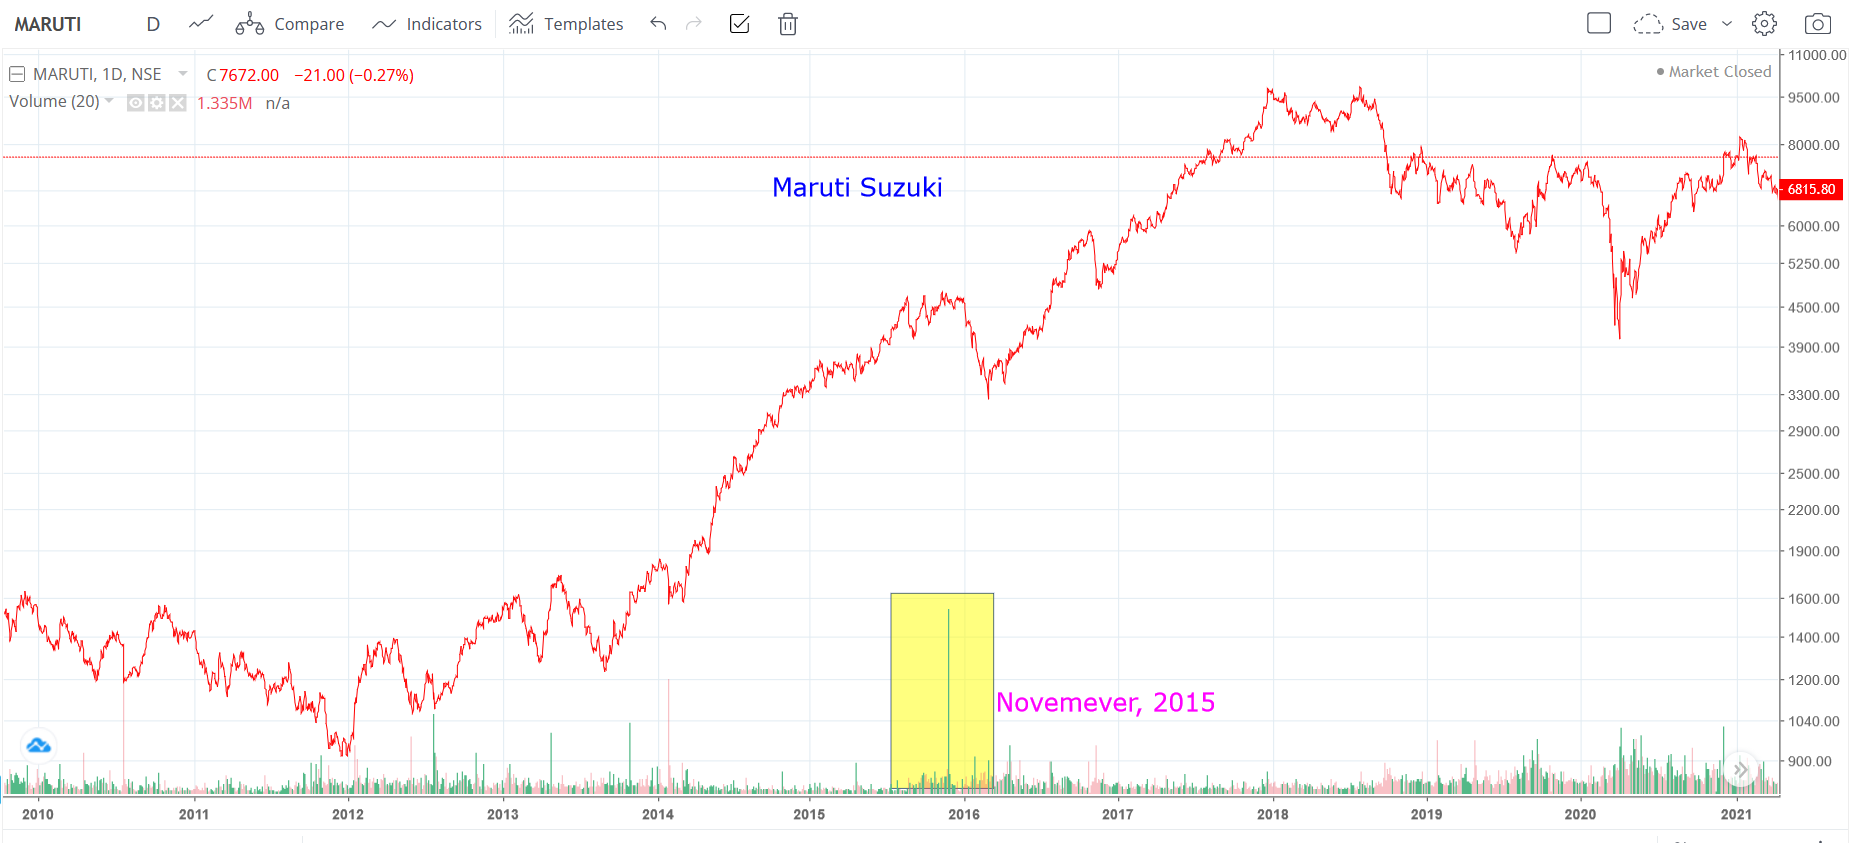 MARUTI D Compare Indicators Templates Save
MARUTI, 1D, NSE C7672.00 −21.00 (−0.27%)
Market Closed
Volume (20) 1.335M n/a
11000.00
9500.00
8000.00
Maruti Suzuki
6815.80
6000.00
5250.00
4500.00
3900.00
3300.00
2900.00
2500.00
2200.00
1900.00
1600.00
1400.00
1200.00
Novemever, 2015
1040.00
900.00
2010 2011 2012 2013 2014 2015 2016 2017 2018 2019 2020 2021